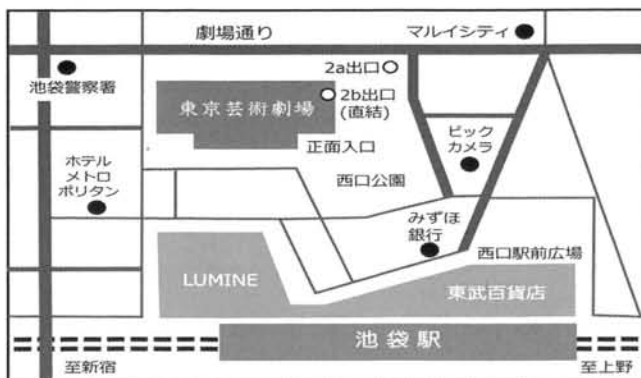 劇場通り
マルイシティ
2a出口
池袋警察署
東京芸術劇場
2b出口
(直結)
正面入口
ビック
カメラ
ホテル
メトロ
ポリタン
西口公園
みずほ
銀行
西口駅前広場
LUMINE
東武百貨店
池袋駅
至新宿
至上野